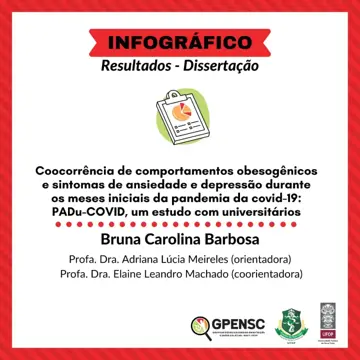 INFOGRÁFICO
Resultados - Dissertação
Coocorrência de comportamentos obesogênicos
e sintomas de ansiedade e depressão durante
os meses iniciais da pandemia da covid-19:
PADu-COVID, um estudo com universitários
Bruna Carolina Barbosa
Profa. Dra. Adriana Lúcia Meireles (orientadora)
Profa. Dra. Elaine Leandro Machado (coorientadora)
GPENSC
UFOP